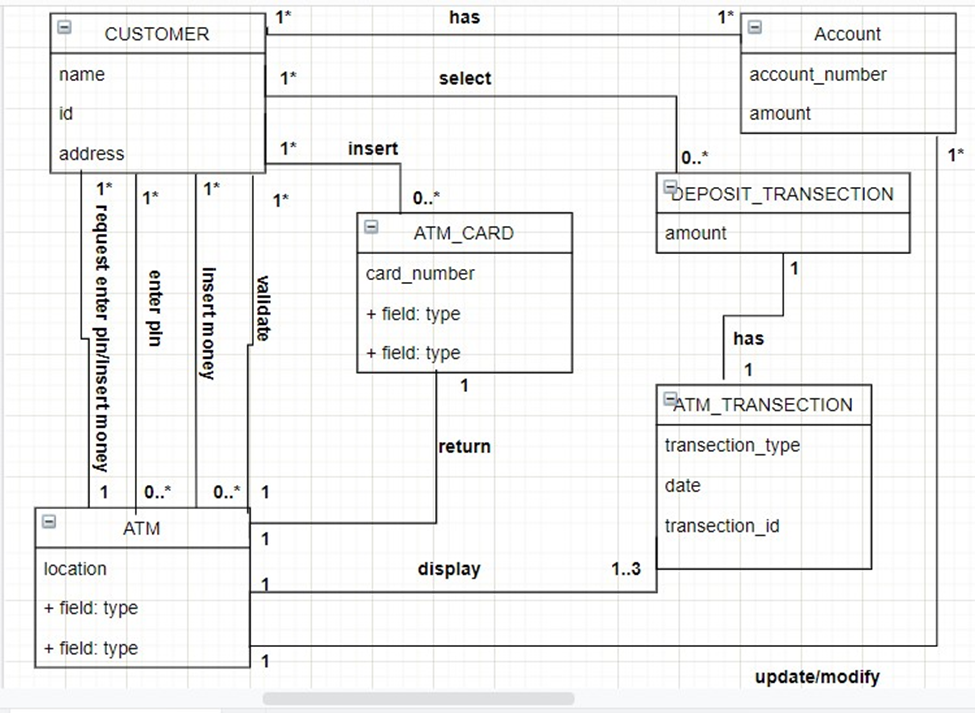 1*
has
1*
CUSTOMER
Account
name
account_number
1*
select
id
amount
1*
insert
address
0..*
1*
1*
1*
1*
1*
0..*
DEPOSIT_TRANSECTION
ATM_CARD
amount
card_number
1
request enter pin/Insert money
enter pin
Insert money
validate
+ field: type
has
+ field: type
1
1
ATM_TRANSECTION
return
transection_type
1
0..*
0..*
1
date
ATM
transection_id
1
location
display
1..3
1
+ field: type
+ field: type
1
update/modify